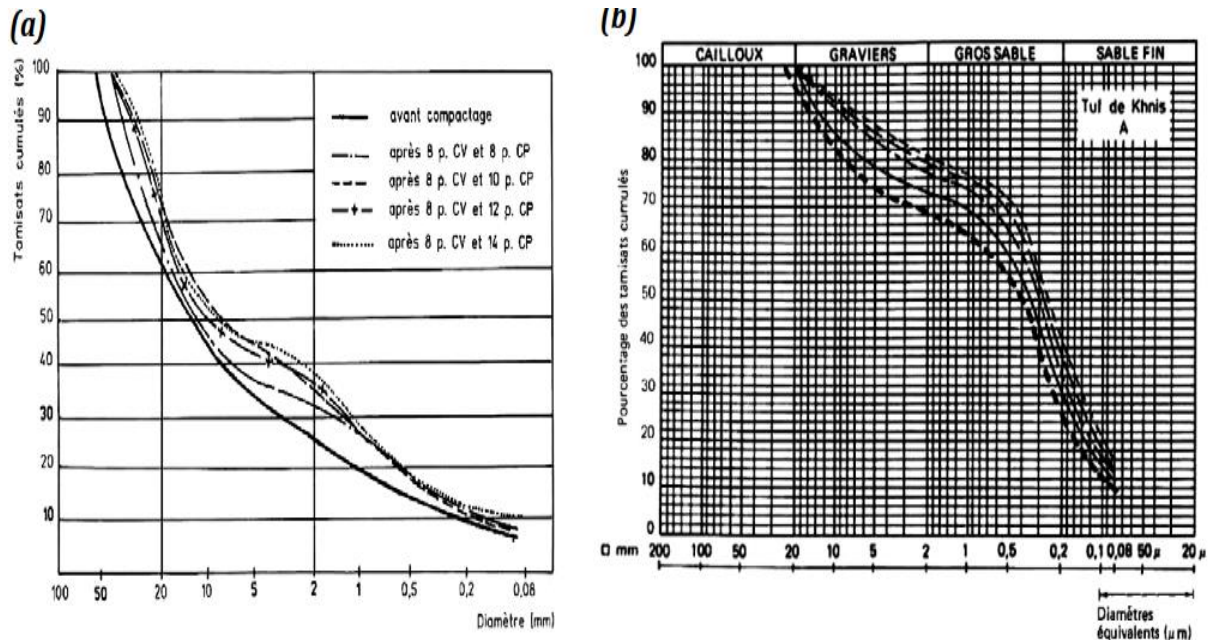 (a)
Tamisats cumulés (%)
100
90
80
70
60
50
40
30
20
10
avant compactage
après 8 p. CV et 8 p. CP
après 8 p. CV et 10 p. CP
après 8 p. CV et 12 p. CP
après 8 p. CV et 14 p. CP
100 50 20 10 5 2 1 0,5 0,2 0,08
Diamètre (mm)
(b)
CAILLOUX GRAVIERS GROS SABLE SABLE FIN
Tuf de Khnis
A
Pourcentage des tamisats cumulés
100
90
80
70
60
50
40
30
20
10
0
mm 200 100 50 20 10 5 2 1 0,5 0,2 0,1 0,08 50 µ 20 µ
Diamètres
équivalents (µm)